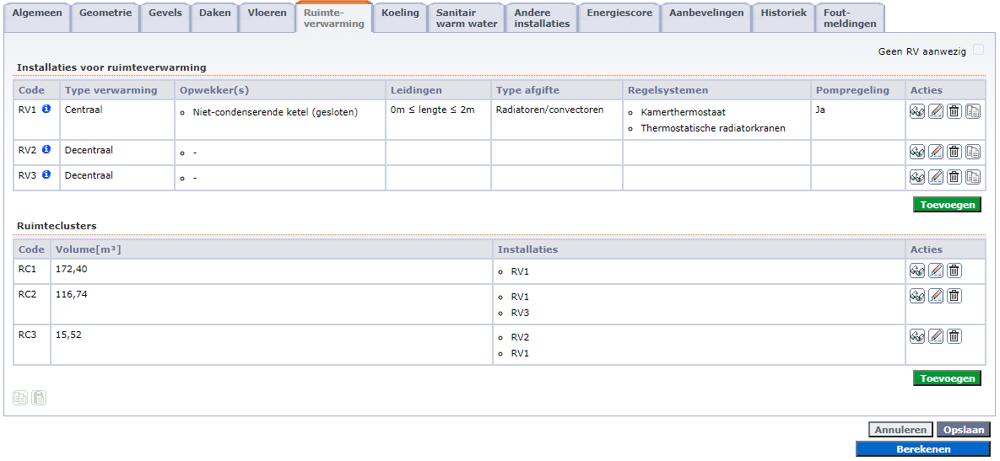 Algemeen Geometrie Gevels Daken Vloeren Ruimte- Koeling Sanitair Andere Energiescore Aanbevelingen Historiek Fout-
verwarming warm water installaties meldingen
Geen RV aanwezig
Installaties voor ruimteverwarming
Code Type verwarming Opwekker(s) Leidingen Type afgifte Regelsystemen Pompregeling Acties
RV1 Centraal Niet-condenserende ketel (gesloten) 0m ≤ lengte ≤ 2m Radiatoren/convectoren Kamerthermostaat Ja
Thermostatische radiatorkranen
RV2 Decentraal -
RV3 Decentraal -
Toevoegen
Ruimteclusters
Code Volume[m³] Installaties Acties
RC1 172,40 RV1
RC2 116,74 RV1
RV3
RC3 15,52 RV2
RV1
Toevoegen
Annuleren Opslaan
Berekenen